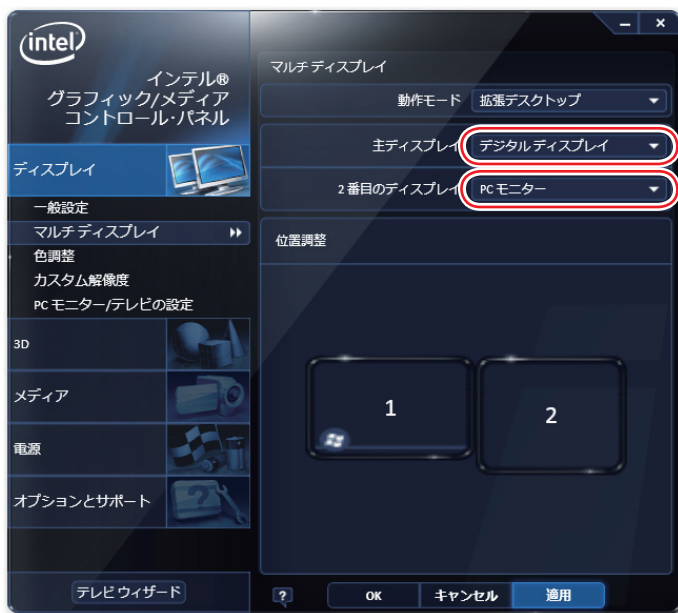 intel
インテル®
グラフィック/メディア
コントロール・パネル
ディスプレイ
一般設定
マルチディスプレイ
色調整
カスタム解像度
PC モニター/テレビの設定
3D
メディア
電源
オプションとサポート
テレビ ウィザード
マルチ ディスプレイ
動作モード 拡張デスクトップ
主ディスプレイ デジタル ディスプレイ
2 番目のディスプレイ PC モニター
位置調整
1
2
? OK キャンセル 適用